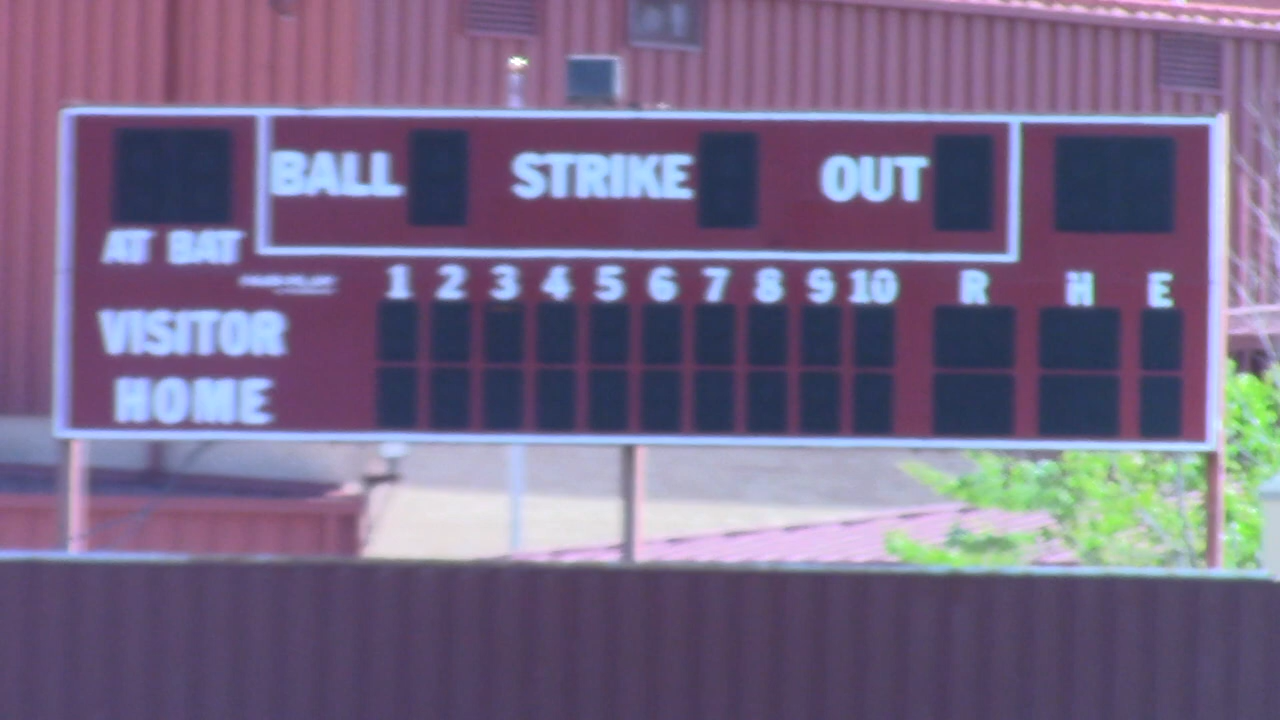 BALL STRIKE OUT
AT BAT
1 2 3 4 5 6 7 8 9 10 R H E
VISITOR
HOME